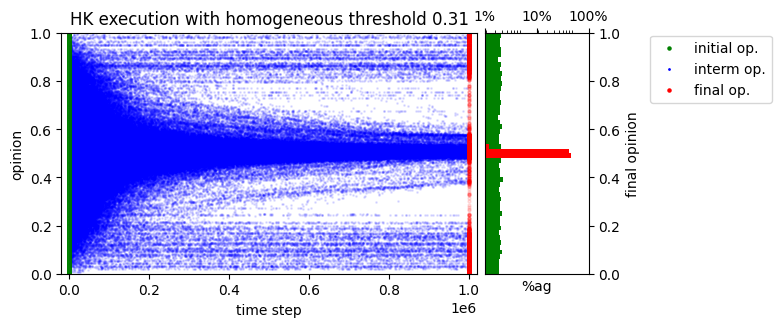 HK execution with homogeneous threshold 0.31
1% 10% 100%
initial op.
interm op.
final op.
opinion
1.0
0.8
0.6
0.4
0.2
0.0
1.0
0.8
0.6
0.4
0.2
0.0
final opinion
0.0 0.2 0.4 0.6 0.8 1.0
1e6
time step
%ag